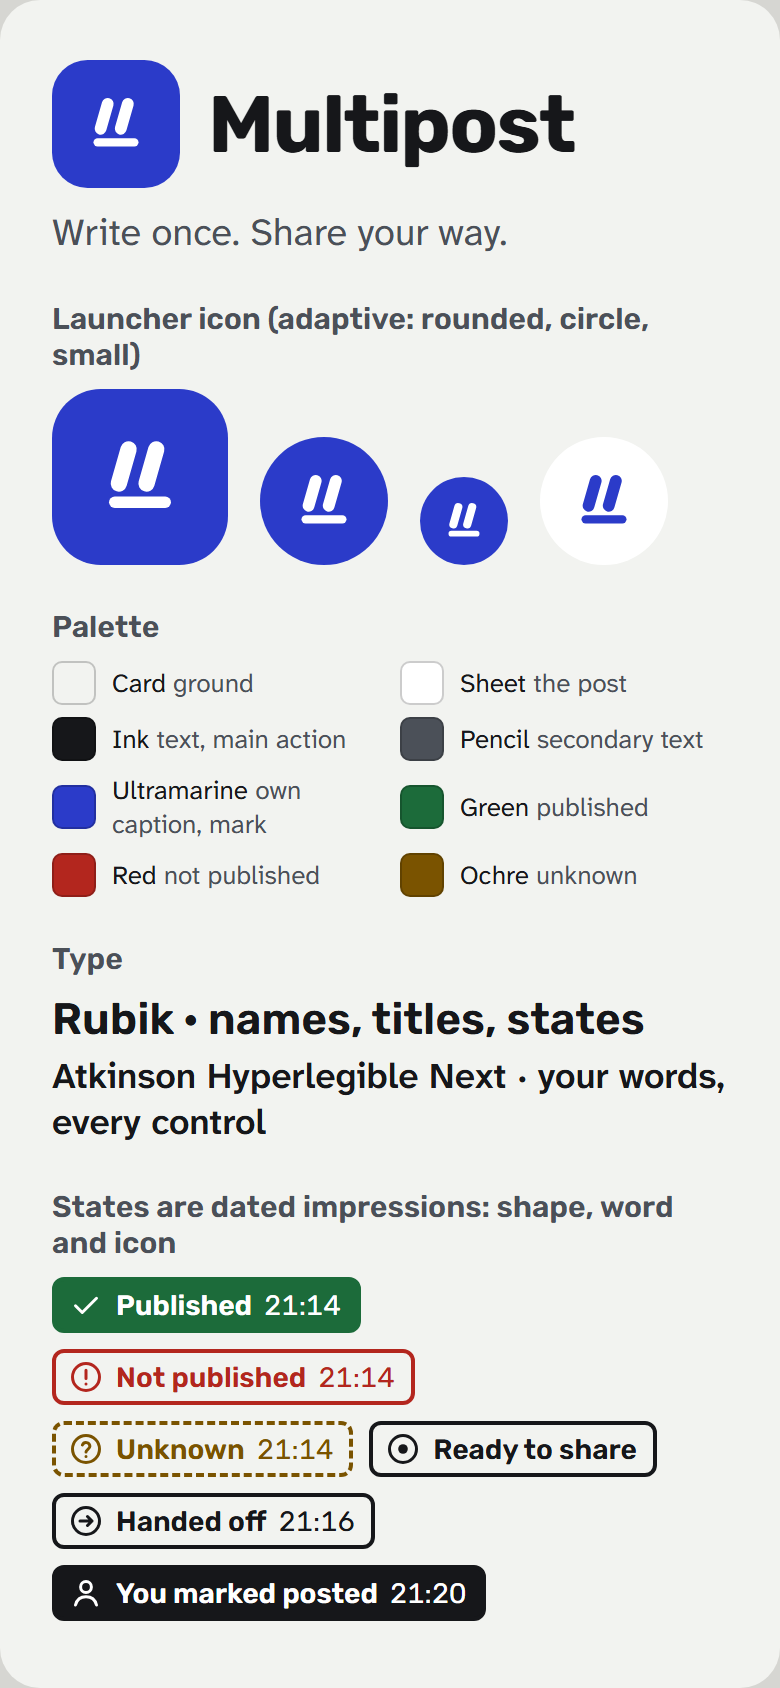 Multipost
Write once. Share your way.
Launcher icon (adaptive: rounded, circle,
small)
Palette
Card ground
Sheet the post
Ink text, main action
Pencil secondary text
Ultramarine own
caption, mark
Green published
Red not published
Ochre unknown
Type
Rubik • names, titles, states
Atkinson Hyperlegible Next · your words,
every control
States are dated impressions: shape, word
and icon
Published 21:14
Not published 21:14
Unknown 21:14
Ready to share
Handed off 21:16
You marked posted 21:20